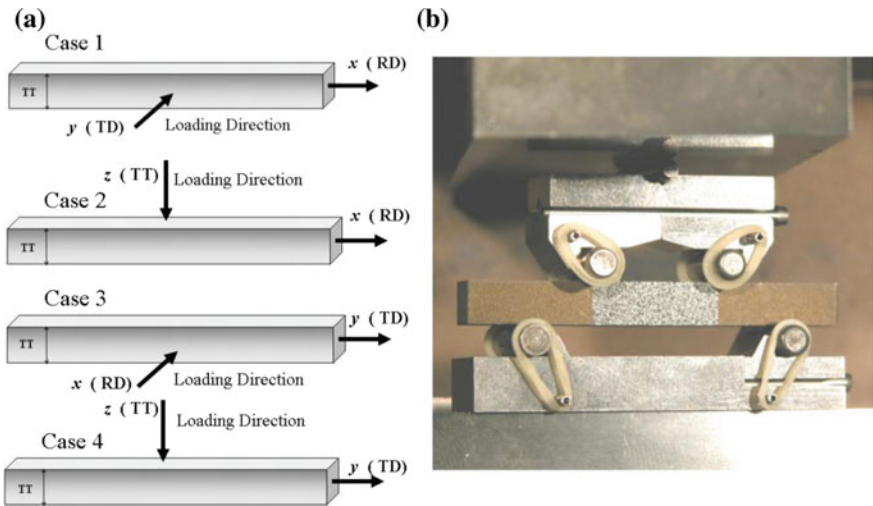 (a)
Case 1
TT
x (RD)
y (TD)
Loading Direction
z (TT)
Loading Direction
Case 2
TT
x (RD)
Case 3
TT
y (TD)
x (RD)
Loading Direction
z (TT)
Loading Direction
Case 4
TT
y (TD)
(b)